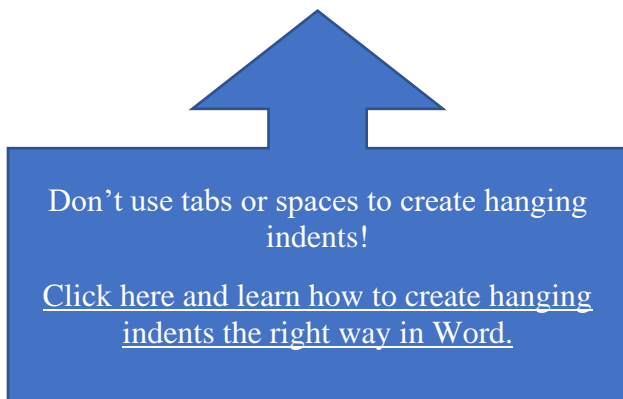 Don’t use tabs or spaces to create hanging
indents!
Click here and learn how to create hanging
indents the right way in Word.